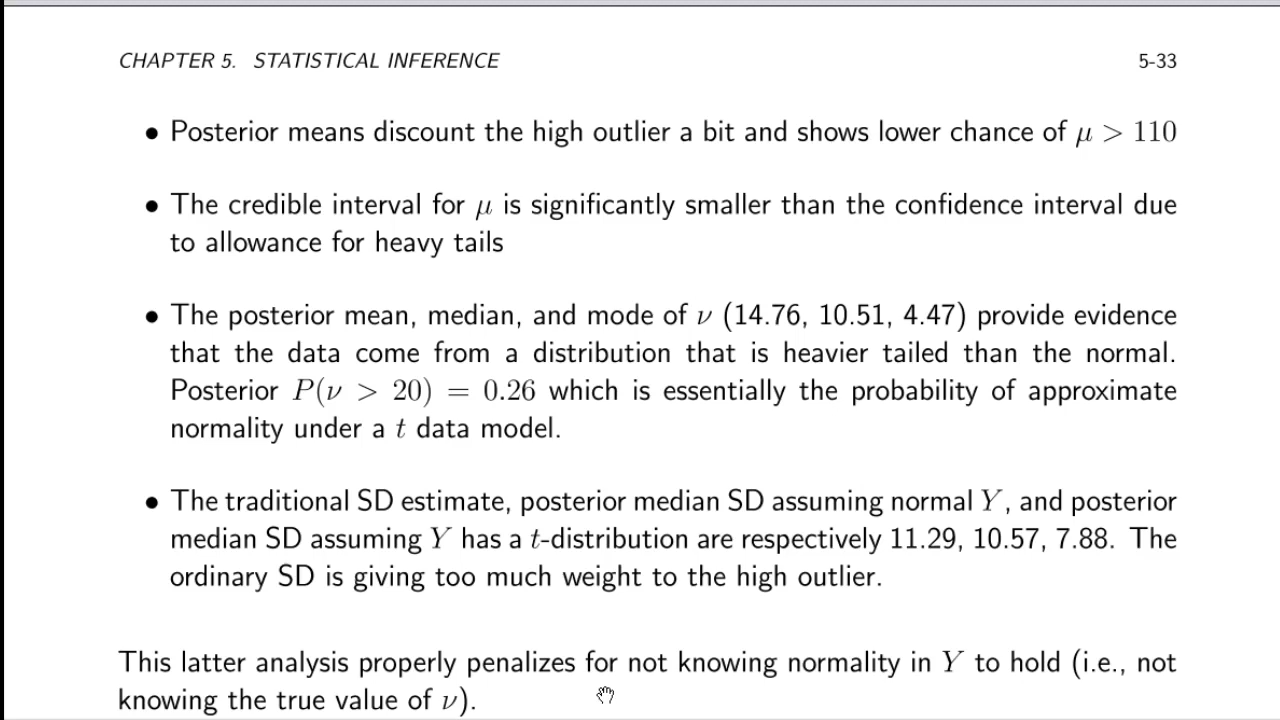 CHAPTER 5. STATISTICAL INFERENCE 5-33
• Posterior means discount the high outlier a bit and shows lower chance of μ > 110
• The credible interval for μ is significantly smaller than the confidence interval due
to allowance for heavy tails
• The posterior mean, median, and mode of ν (14.76, 10.51, 4.47) provide evidence
that the data come from a distribution that is heavier tailed than the normal.
Posterior P(ν > 20) = 0.26 which is essentially the probability of approximate
normality under a t data model.
• The traditional SD estimate, posterior median SD assuming normal Y, and posterior
median SD assuming Y has a t-distribution are respectively 11.29, 10.57, 7.88. The
ordinary SD is giving too much weight to the high outlier.
This latter analysis properly penalizes for not knowing normality in Y to hold (i.e., not
knowing the true value of ν).